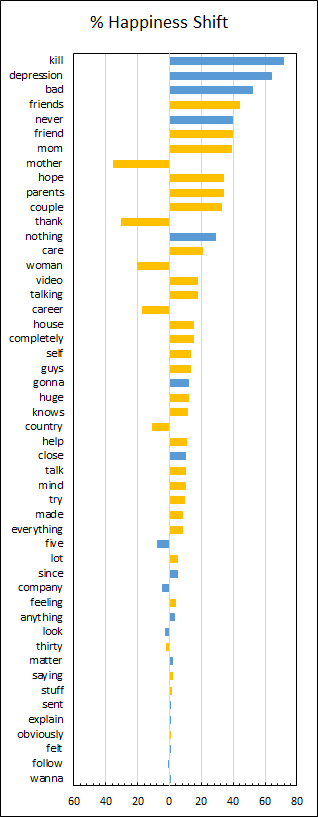 % Happiness Shift
kill
depression
bad
friends
never
friend
mom
mother
hope
parents
couple
thank
nothing
care
woman
video
talking
career
house
completely
self
guys
gonna
huge
knows
country
help
close
talk
mind
try
made
everything
five
lot
since
company
feeling
anything
look
thirty
matter
saying
stuff
sent
explain
obviously
felt
follow
wanna
60 40 20 0 20 40 60 80